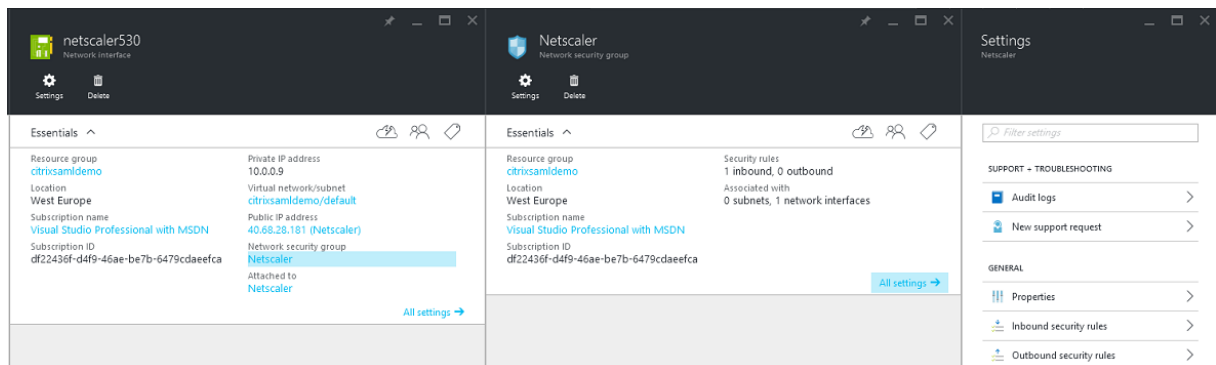 netscaler530
Network interface
Settings
Delete
Essentials
Resource group
citrixsamldemo
Location
West Europe
Subscription name
Visual Studio Professional with MSDN
Subscription ID
df22436f-d4f9-46ae-be7b-6479cdaeefca
Private IP address
10.0.0.9
Virtual network/subnet
citrixsamldemo/default
Public IP address
40.68.28.181 (Netscaler)
Network security group
Netscaler
Attached to
Netscaler
All settings →
Netscaler
Network security group
Settings
Delete
Essentials
Resource group
citrixsamldemo
Location
West Europe
Subscription name
Visual Studio Professional with MSDN
Subscription ID
df22436f-d4f9-46ae-be7b-6479cdaeefca
Security rules
1 inbound, 0 outbound
Associated with
0 subnets, 1 network interfaces
All settings →
Settings
Netscaler
Filter settings
SUPPORT + TROUBLESHOOTING
Audit logs
New support request
GENERAL
Properties
Inbound security rules
Outbound security rules